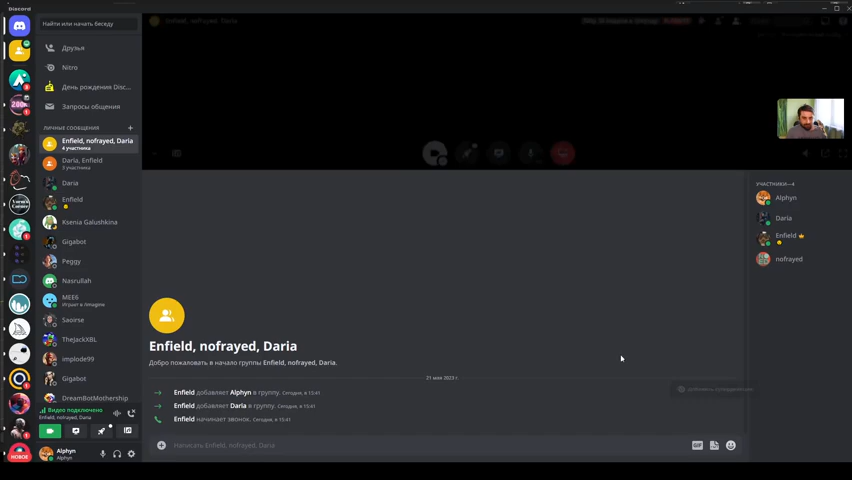 Discord
Найти или начать беседу
Enfield, nofrayed, Daria
Друзья
Nitro
День рождения Disc...
Запросы общения
ЛИЧНЫЕ СООБЩЕНИЯ
Enfield, nofrayed, Daria
4 участника
Daria, Enfield
3 участника
Daria
Enfield
Ksenia Galushkina
Gigabot
Peggy
Nasrullah
MEE6
Играет в /imagine
Saoirse
TheJackXBL
implode99
Gigabot
DreamBotMothership
Видео подключено
Enfield, nofrayed, Daria
НОВОЕ
Alphyn
Alphyn
Enfield, nofrayed, Daria
Добро пожаловать в начало группы Enfield, nofrayed, Daria.
21 мая 2023 г.
Enfield добавляет Alphyn в группу. Сегодня, в 15:41
Enfield добавляет Daria в группу. Сегодня, в 15:41
Enfield начинает звонок. Сегодня, в 15:41
Написать Enfield, nofrayed, Daria
GIF
УЧАСТНИКИ—4
Alphyn
Daria
Enfield
nofrayed